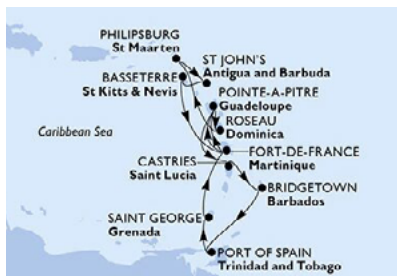 PHILIPSBURG
St Maarten
ST JOHN'S
Antigua and Barbuda
BASSETERRE
St Kitts & Nevis
POINTE-A-PITRE
Guadeloupe
ROSEAU
Dominica
Caribbean Sea
FORT-DE-FRANCE
Martinique
CASTRIES
Saint Lucia
BRIDGETOWN
Barbados
SAINT GEORGE
Grenada
PORT OF SPAIN
Trinidad and Tobago